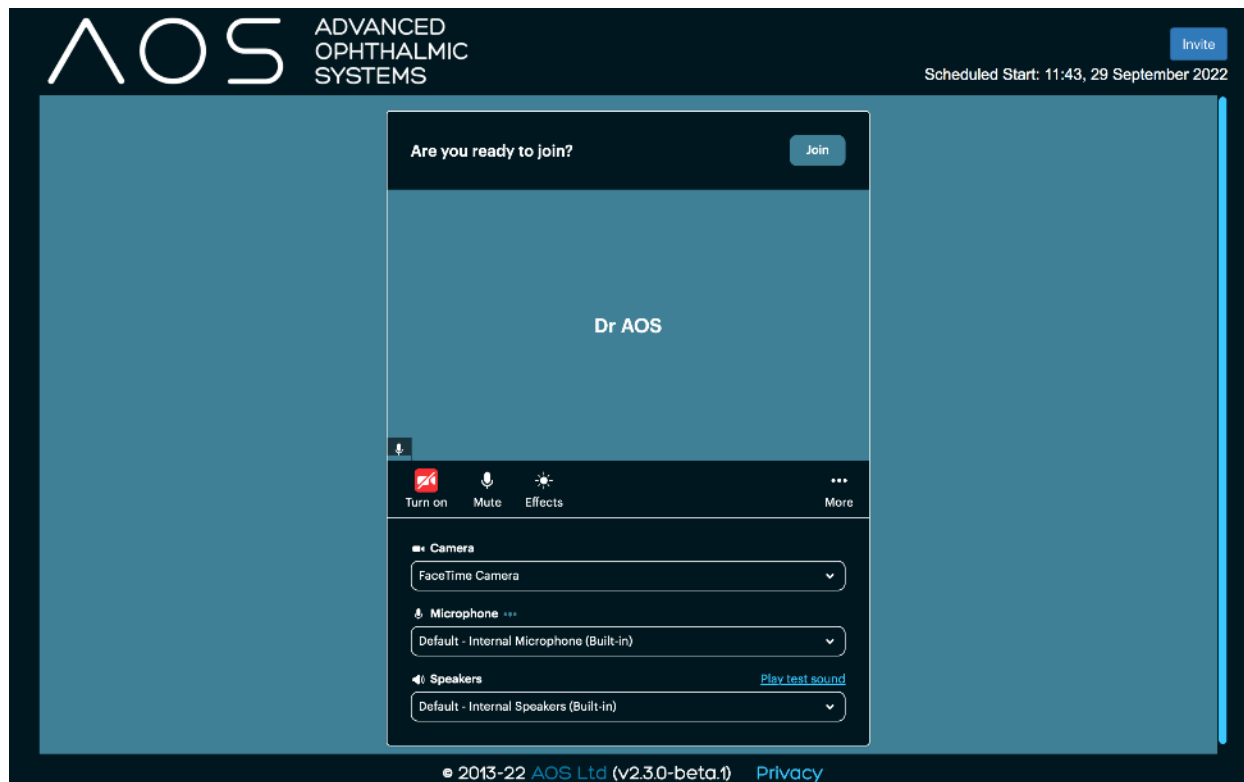 AOS
ADVANCED
OPHTHALMIC
SYSTEMS
Invite
Scheduled Start: 11:43, 29 September 2022
Are you ready to join?
Join
Dr AOS
Turn on
Mute
Effects
More
Camera
FaceTime Camera
Microphone
Default - Internal Microphone (Built-in)
Speakers
Play test sound
Default - Internal Speakers (Built-in)
© 2013-22 AOS Ltd (v2.3.0-beta.1) Privacy